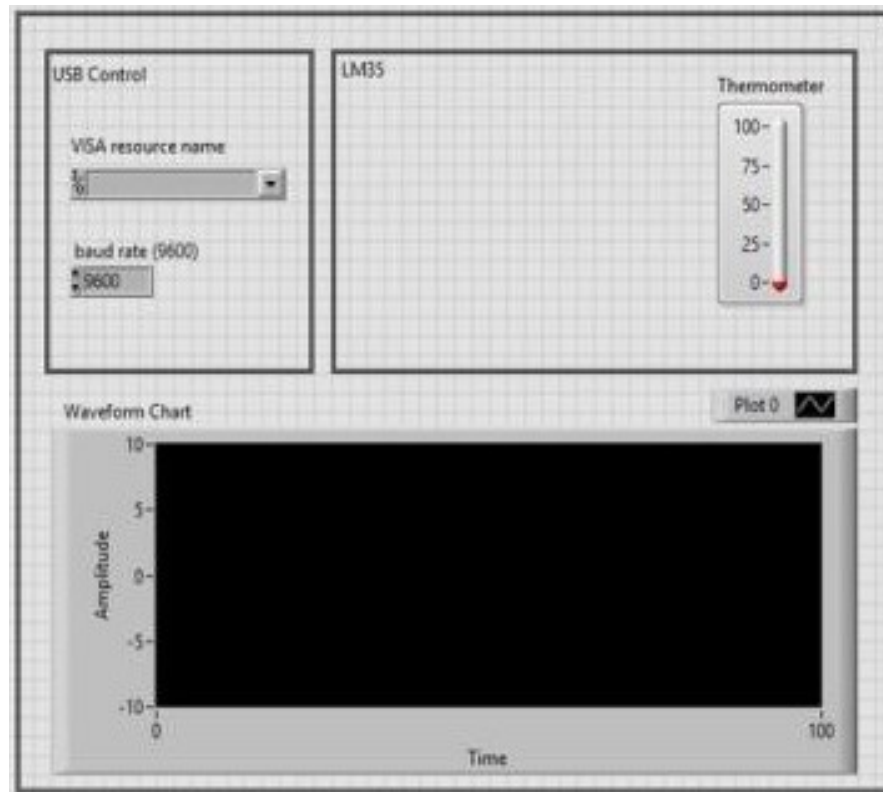 USB Control
VISA resource name
baud rate (9600)
9600
LM35
Thermometer
100
75
50
25
0
Waveform Chart
Plot 0
10
5
0
-5
-10
Amplitude
0
100
Time